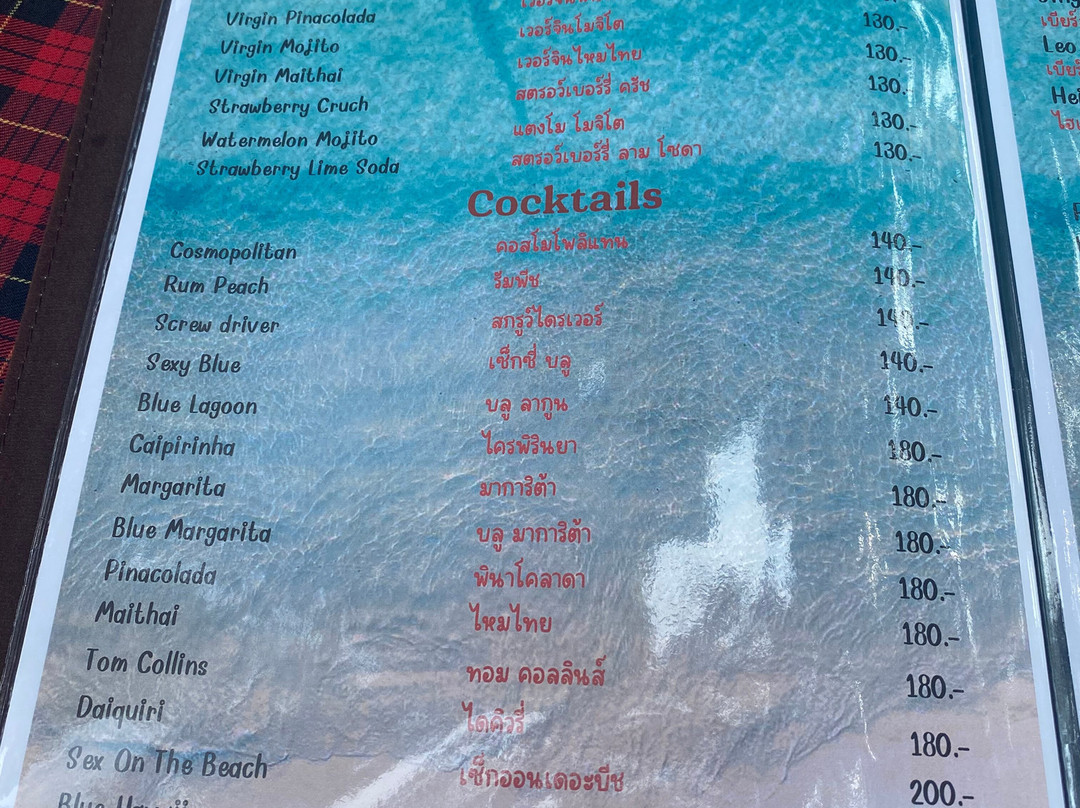 Virgin Pinacolada
Virgin Mojito เวอร์จินโมจิโต 130.-
Virgin Maithai เวอร์จินไหมไทย 130.-
Strawberry Cruch สตรอว์เบอร์รี่ ครัช 130.-
Watermelon Mojito แตงโม โมจิโต 130.-
Strawberry Lime Soda สตรอว์เบอร์รี่ ลาม โซดา 130.-
Cocktails
Cosmopolitan คอสโมโพลิแทน 140.-
Rum Peach รัมพีช 140.-
Screw driver สกรูว์ไดรเวอร์ 140.-
Sexy Blue เซ็กซี่ บลู 140.-
Blue Lagoon บลู ลากูน 140.-
Caipirinha ไครพิรินยา 180.-
Margarita มาการิต้า 180.-
Blue Margarita บลู มาการิต้า 180.-
Pinacolada พินาโคลาดา 180.-
Maithai ไหมไทย 180.-
Tom Collins ทอม คอลลินส์ 180.-
Daiquiri ไดคิวรี่ 180.-
Sex On The Beach เซ็กออนเดอะบีช 200.-
Blue Hawaii
เบียร์
Leo